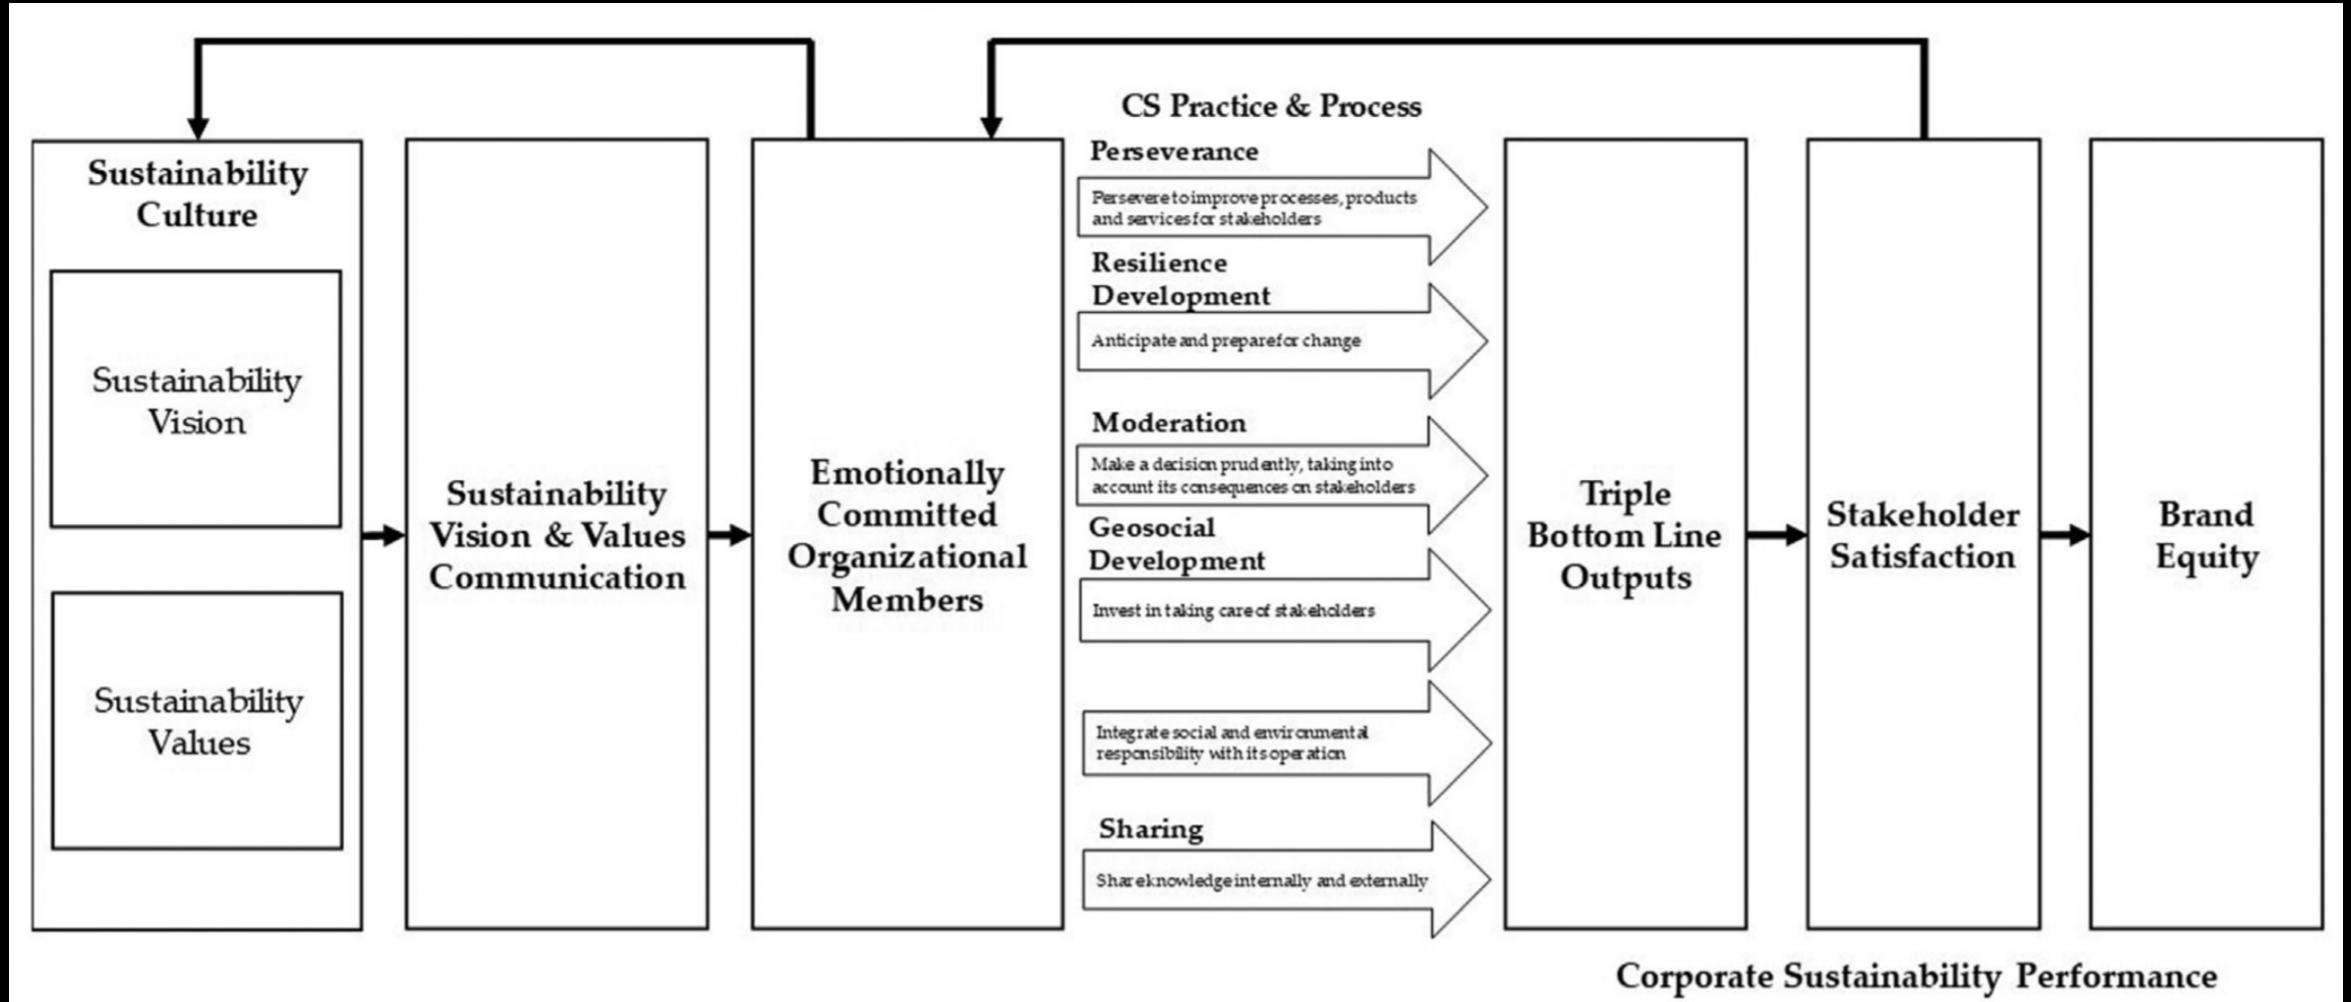 Sustainability
Culture
Sustainability
Vision
Sustainability
Values
Sustainability
Vision & Values
Communication
Emotionally
Committed
Organizational
Members
CS Practice & Process
Perseverance
Persevere to improve processes, products
and services for stakeholders
Resilience
Development
Anticipate and prepare for change
Moderation
Make a decision prudently, taking into
account its consequences on stakeholders
Geosocial
Development
Invest in taking care of stakeholders
Integrate social and environmental
responsibility with its operation
Sharing
Share knowledge internally and externally
Triple
Bottom Line
Outputs
Stakeholder
Satisfaction
Brand
Equity
Corporate Sustainability Performance